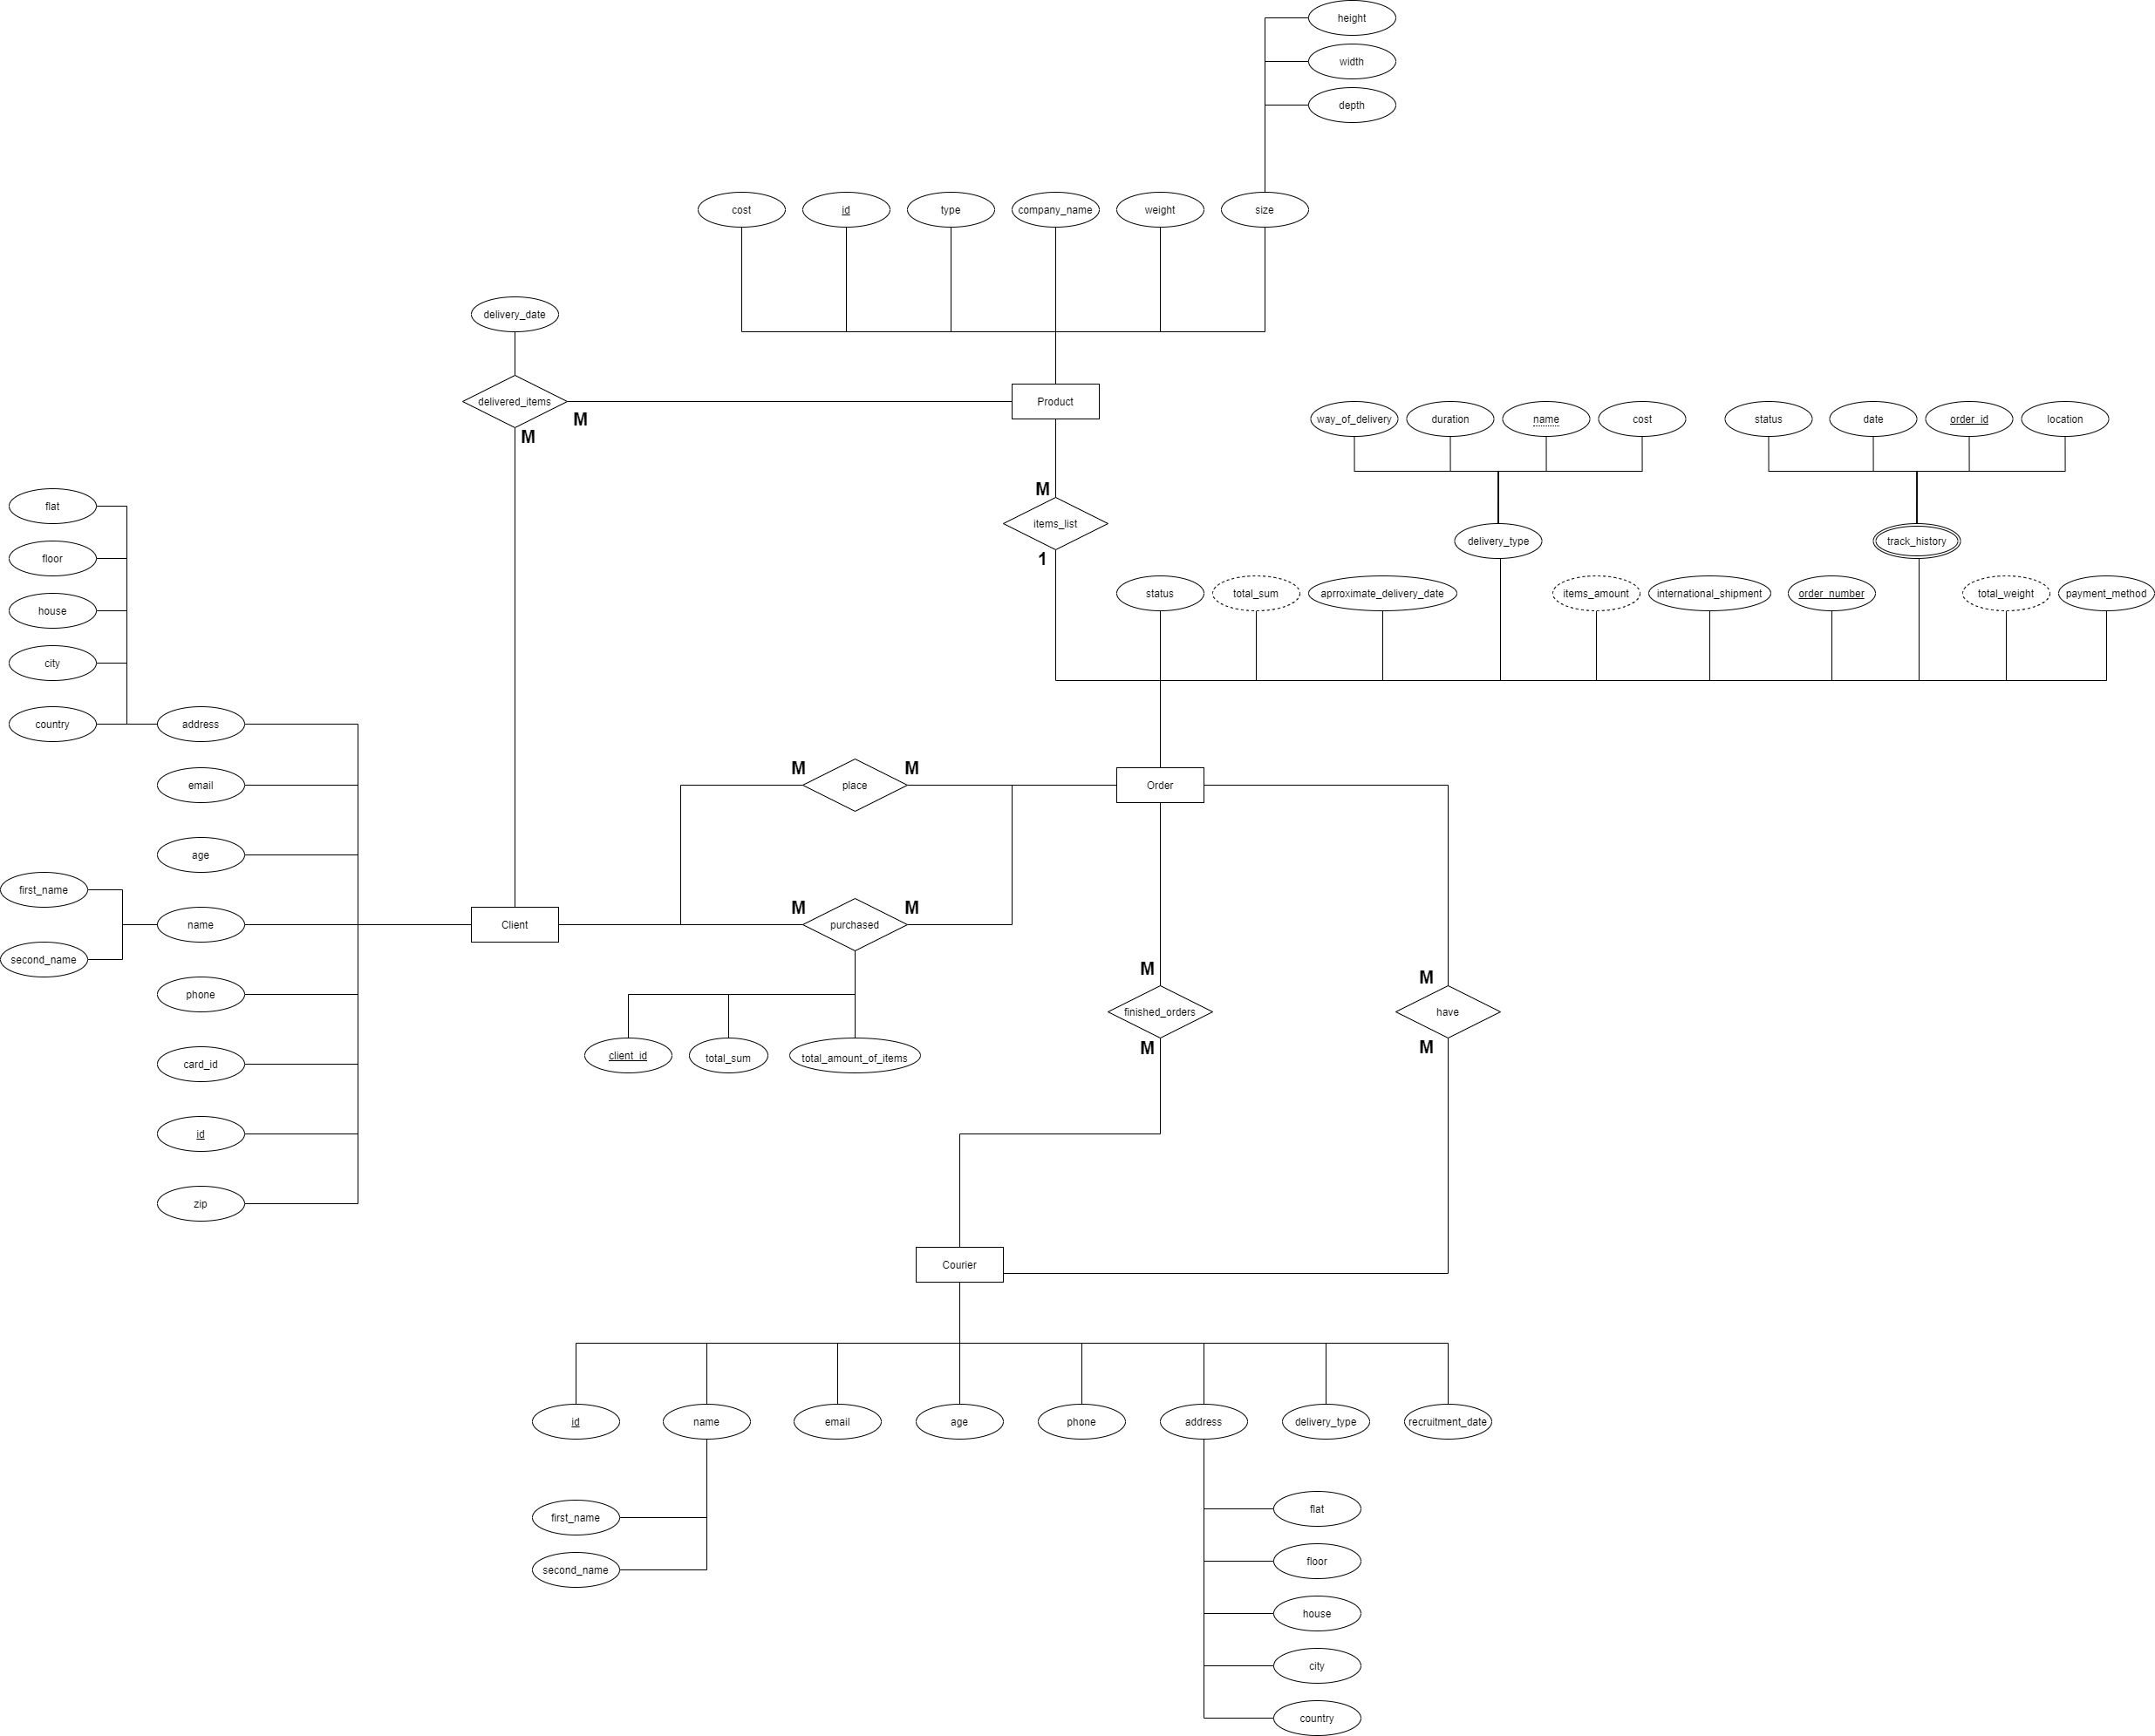 height
width
depth
cost
id
type
company_name
weight
size
delivery_date
delivered_items
M
M
Product
way_of_delivery
duration
name
cost
status
date
order_id
location
M
items_list
1
delivery_type
track_history
status
total_sum
aproximate_delivery_date
items_amount
international_shipment
order_number
total_weight
payment_method
flat
floor
house
city
country
address
email
age
first_name
name
second_name
phone
card_id
id
zip
Client
M
place
M
Order
M
purchased
M
client_id
total_sum
total_amount_of_items
M
finished_orders
M
M
have
M
Courier
id
name
email
age
phone
address
delivery_type
recruitment_date
first_name
second_name
flat
floor
house
city
country